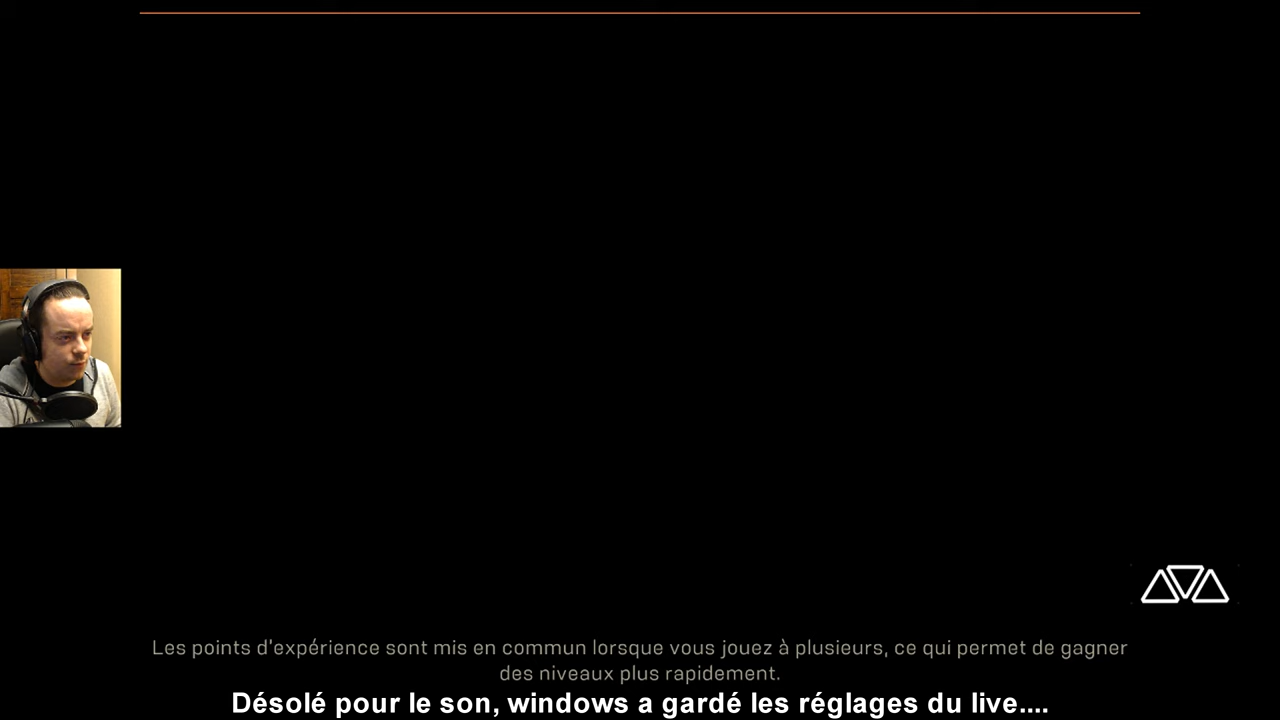 Les points d'expérience sont mis en commun lorsque vous jouez à plusieurs, ce qui permet de gagner
des niveaux plus rapidement.
Désolé pour le son, windows a gardé les réglages du live....